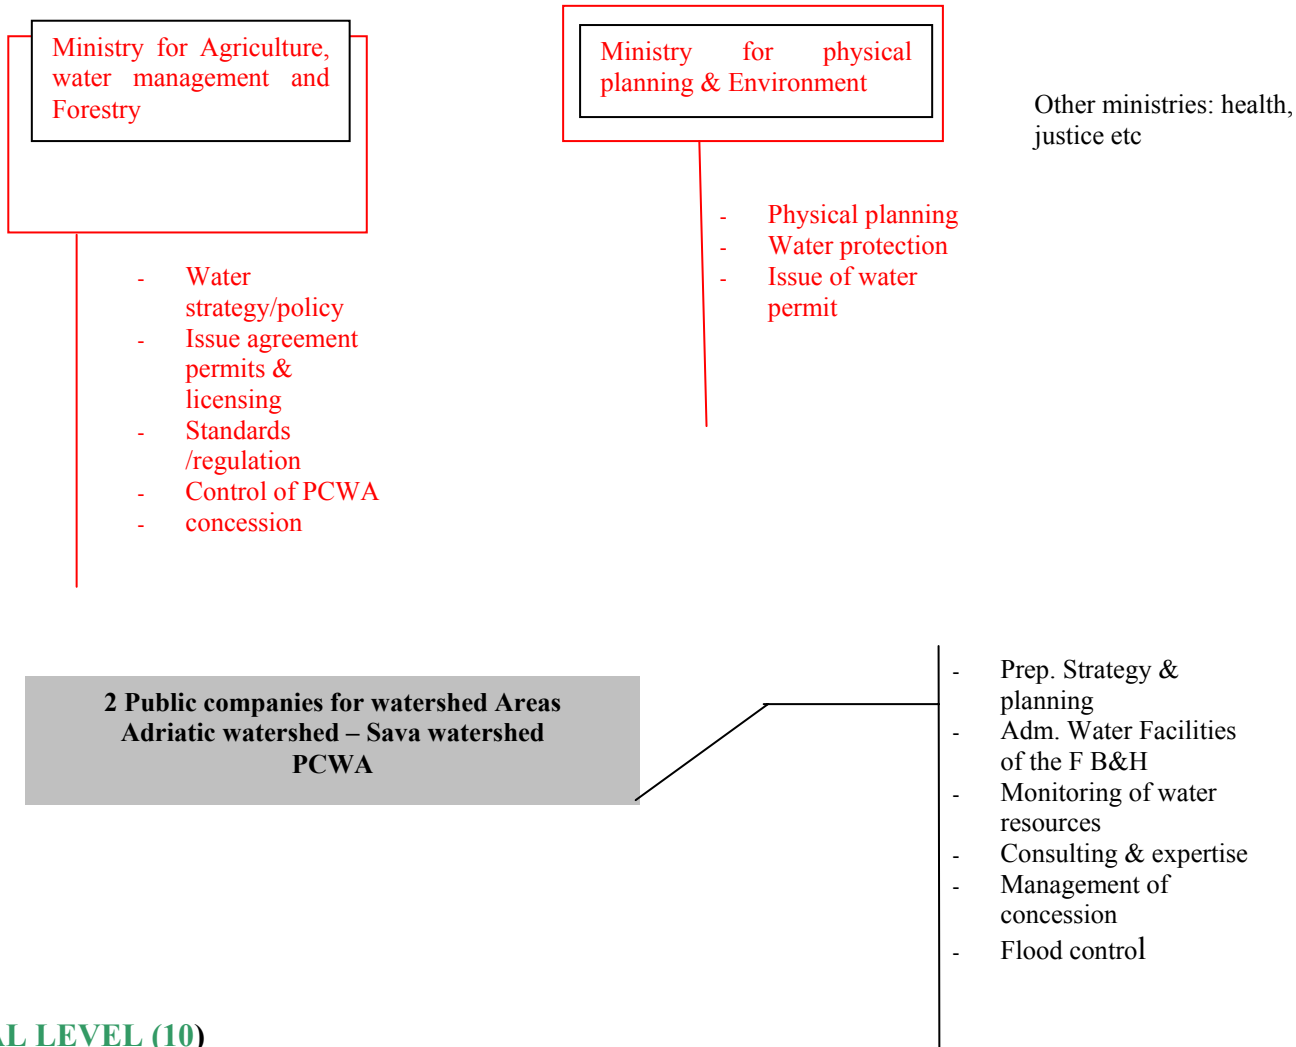 Ministry for Agriculture,
water management and
Forestry
Ministry for physical
planning & Environment
Other ministries: health,
justice etc
- Physical planning
- Water protection
- Issue of water
permit
- Water
strategy/policy
- Issue agreement
permits &
licensing
- Standards
/regulation
- Control of PCWA
- concession
2 Public companies for watershed Areas
Adriatic watershed – Sava watershed
PCWA
- Prep. Strategy &
planning
- Adm. Water Facilities
of the F B&H
- Monitoring of water
resources
- Consulting & expertise
- Management of
concession
- Flood control
AL LEVEL (10)